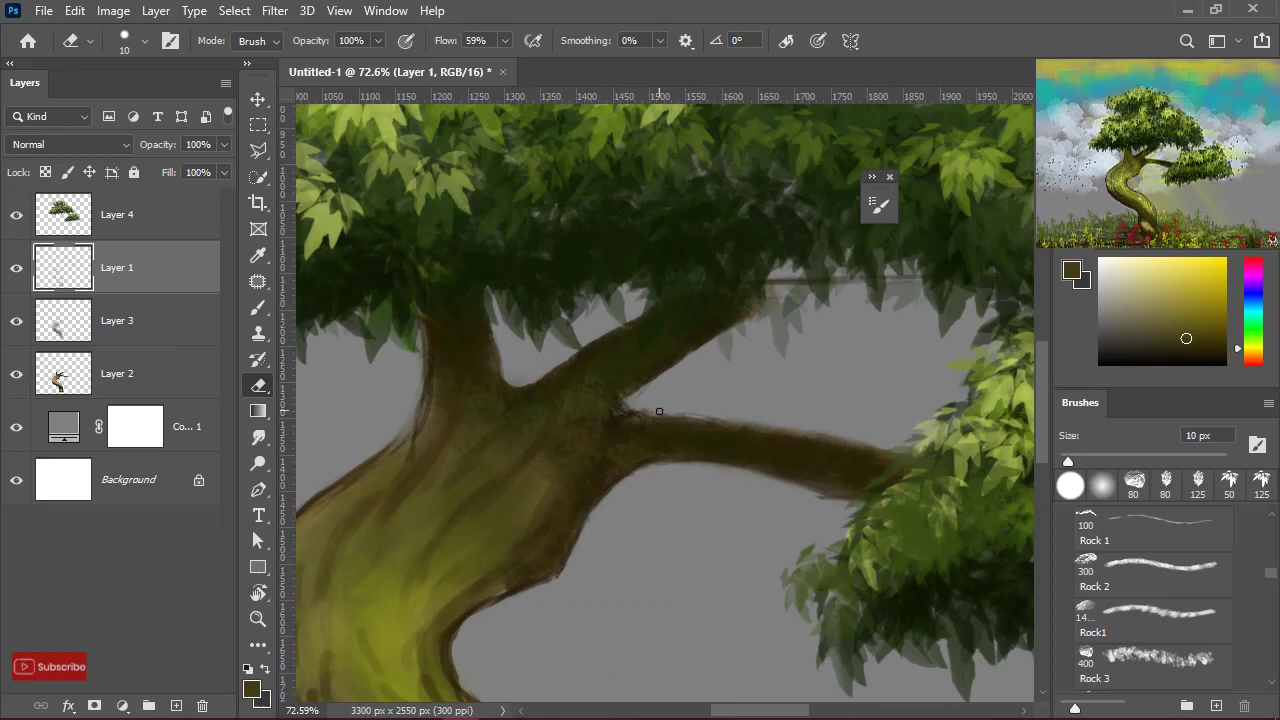 Ps File Edit Image Layer Type Select Filter 3D View Window Help
10 Mode: Brush Opacity: 100% Flow: 59% Smoothing: 0% 0°
Untitled-1 @ 72.6% (Layer 1, RGB/16) *
Layers
Kind
Normal Opacity: 100%
Lock: Fill: 100%
Layer 4
Layer 1
Layer 3
Layer 2
Co... 1
Background
1050 1100 1150 1200 1250 1300 1350 1400 1450 1500 1550 1600 1650 1700 1750 1800 1850 1900 1950 2000
Brushes
Size: 10 px
80 80 125 50 125
100
Rock 1
300
Rock 2
14...
Rock1
400
Rock 3
Subscribe
72.59% 3300 px x 2550 px (300 ppi)